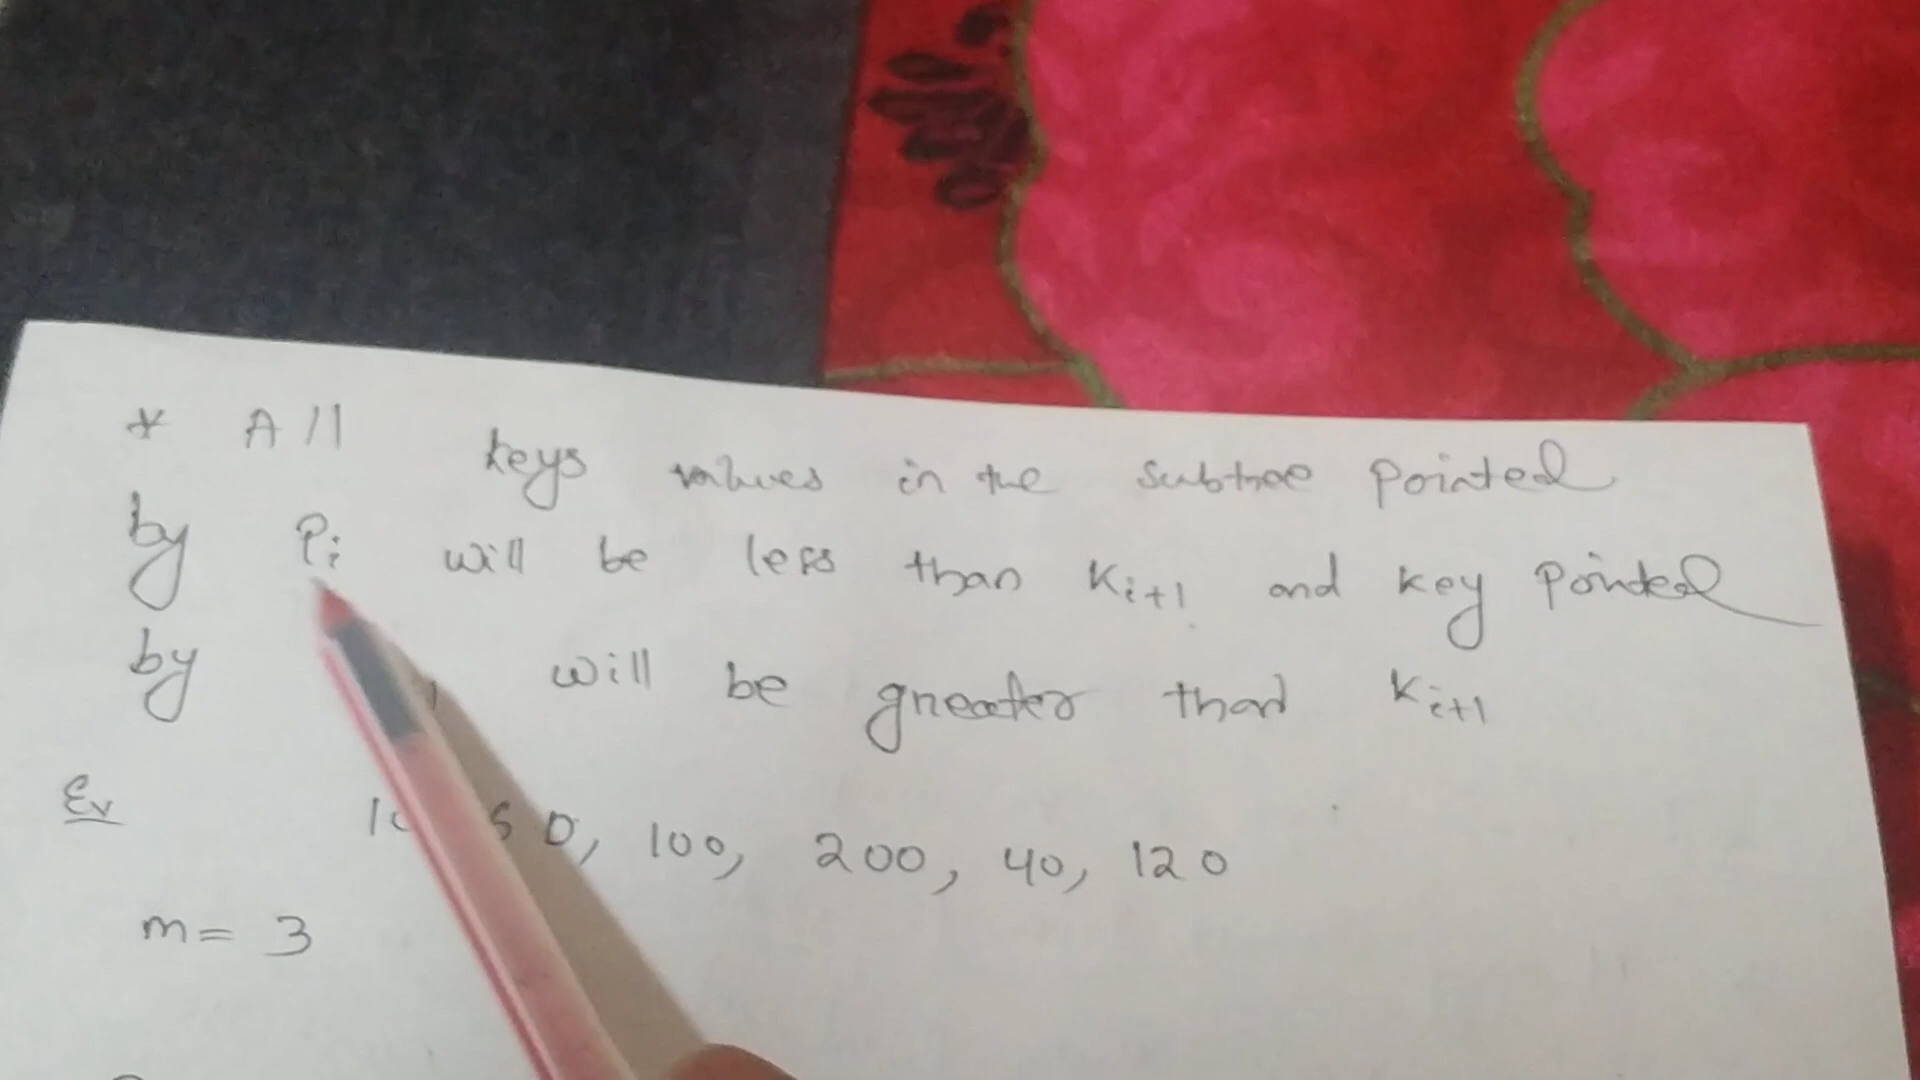 * All keys values in the subtree pointed
by Pi will be less than Ki+1 and key pointed
by will be greater than Ki+1
Ex 0, 100, 200, 40, 120
m= 3